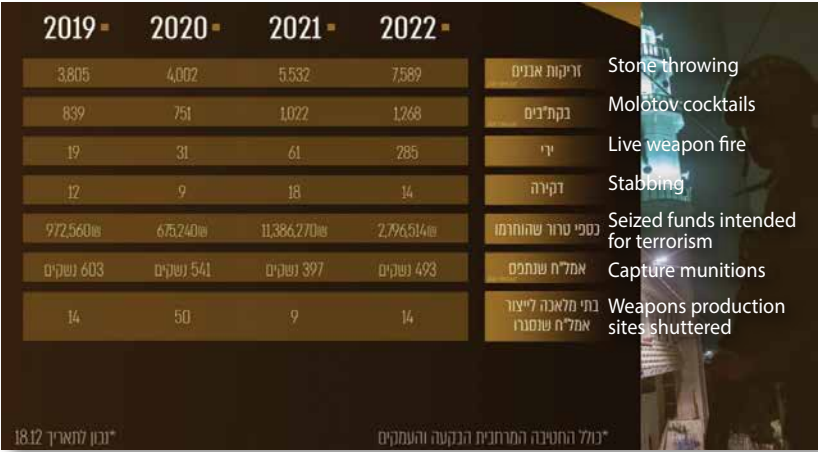 2019 2020 2021 2022
3,805 4,002 5,532 7,589 זריקות אבנים Stone throwing
839 751 1,022 1,268 בקת"בים Molotov cocktails
19 31 61 285 ירי Live weapon fire
12 9 18 14 דקירה Stabbing
972,560₪ 675,240₪ 11,386,270₪ 2,796,514₪ כספי טרור שהוחרמו Seized funds intended
for terrorism
603 נשקים 541 נשקים 397 נשקים 493 נשקים אמל"ח שנתפס Capture munitions
14 50 9 14 בתי מלאכה לייצור Weapons production
אמל"ח שנסגרו sites shuttered
*כולל החטיבה המרחבית הבקעה והעמקים
*נכון לתאריך 18.12